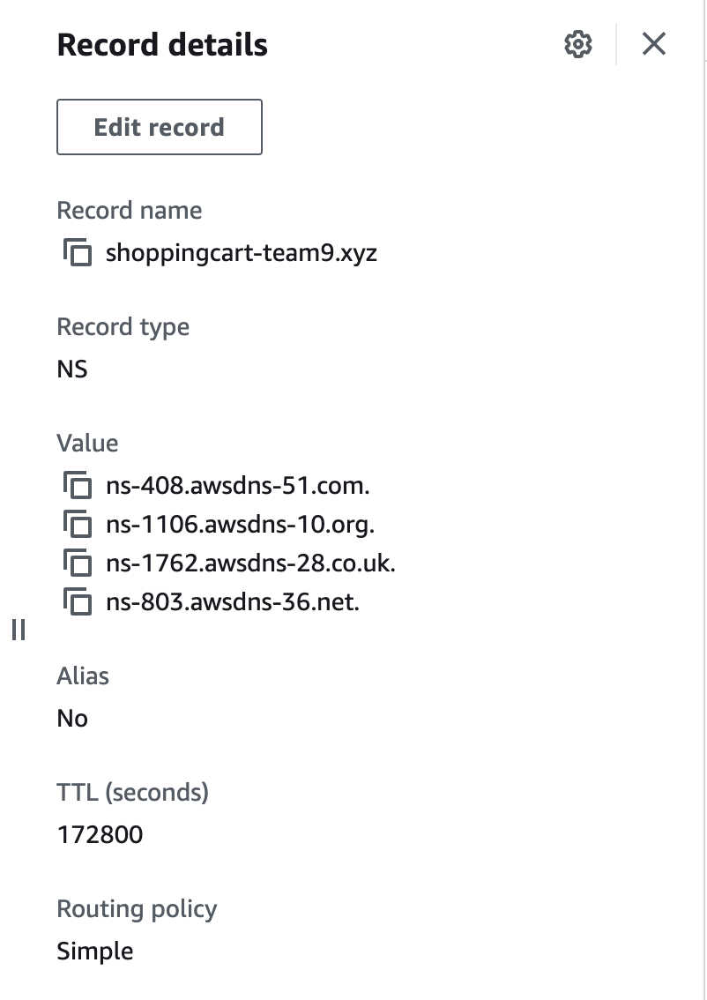 Record details
Edit record
Record name
shoppingcart-team9.xyz
Record type
NS
Value
ns-408.awsdns-51.com.
ns-1106.awsdns-10.org.
ns-1762.awsdns-28.co.uk.
ns-803.awsdns-36.net.
Alias
No
TTL (seconds)
172800
Routing policy
Simple